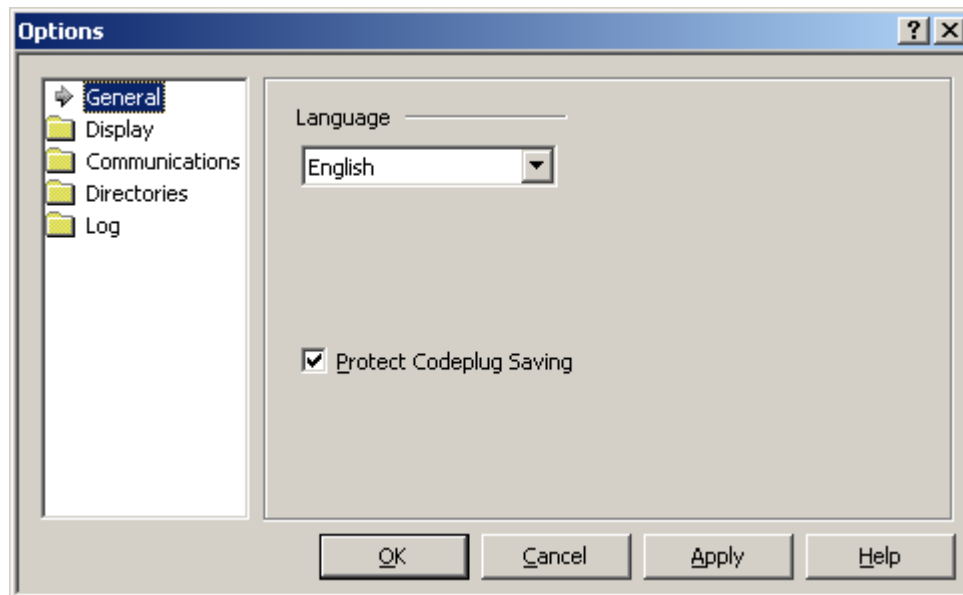 Options
General
Display
Communications
Directories
Log
Language
English
Protect Codeplug Saving
OK
Cancel
Apply
Help